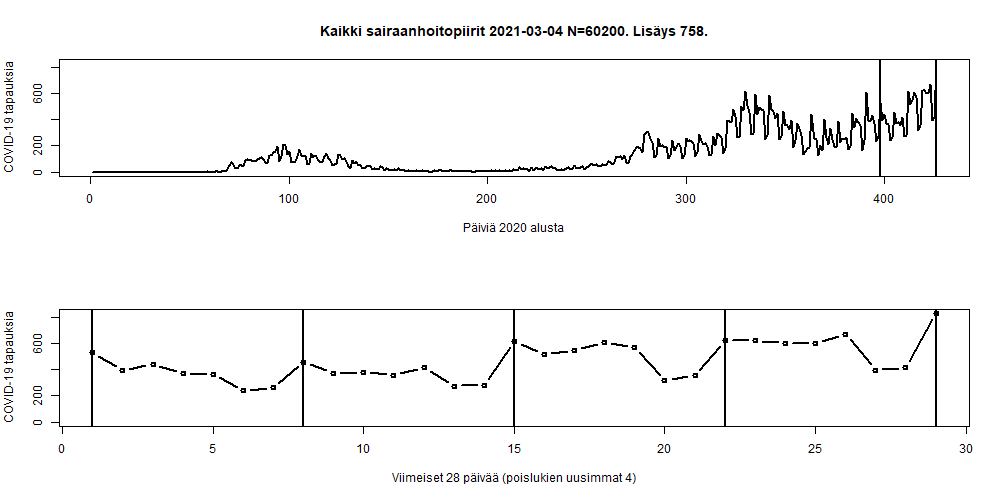 Kaikki sairaanhoitopiirit 2021-03-04 N=60200. Lisäys 758.
COVID-19 tapauksia
0 200 600
0 100 200 300 400
Päiviä 2020 alusta
COVID-19 tapauksia
0 200 600
0 5 10 15 20 25 30
Viimeiset 28 päivää (poislukien uusimmat 4)